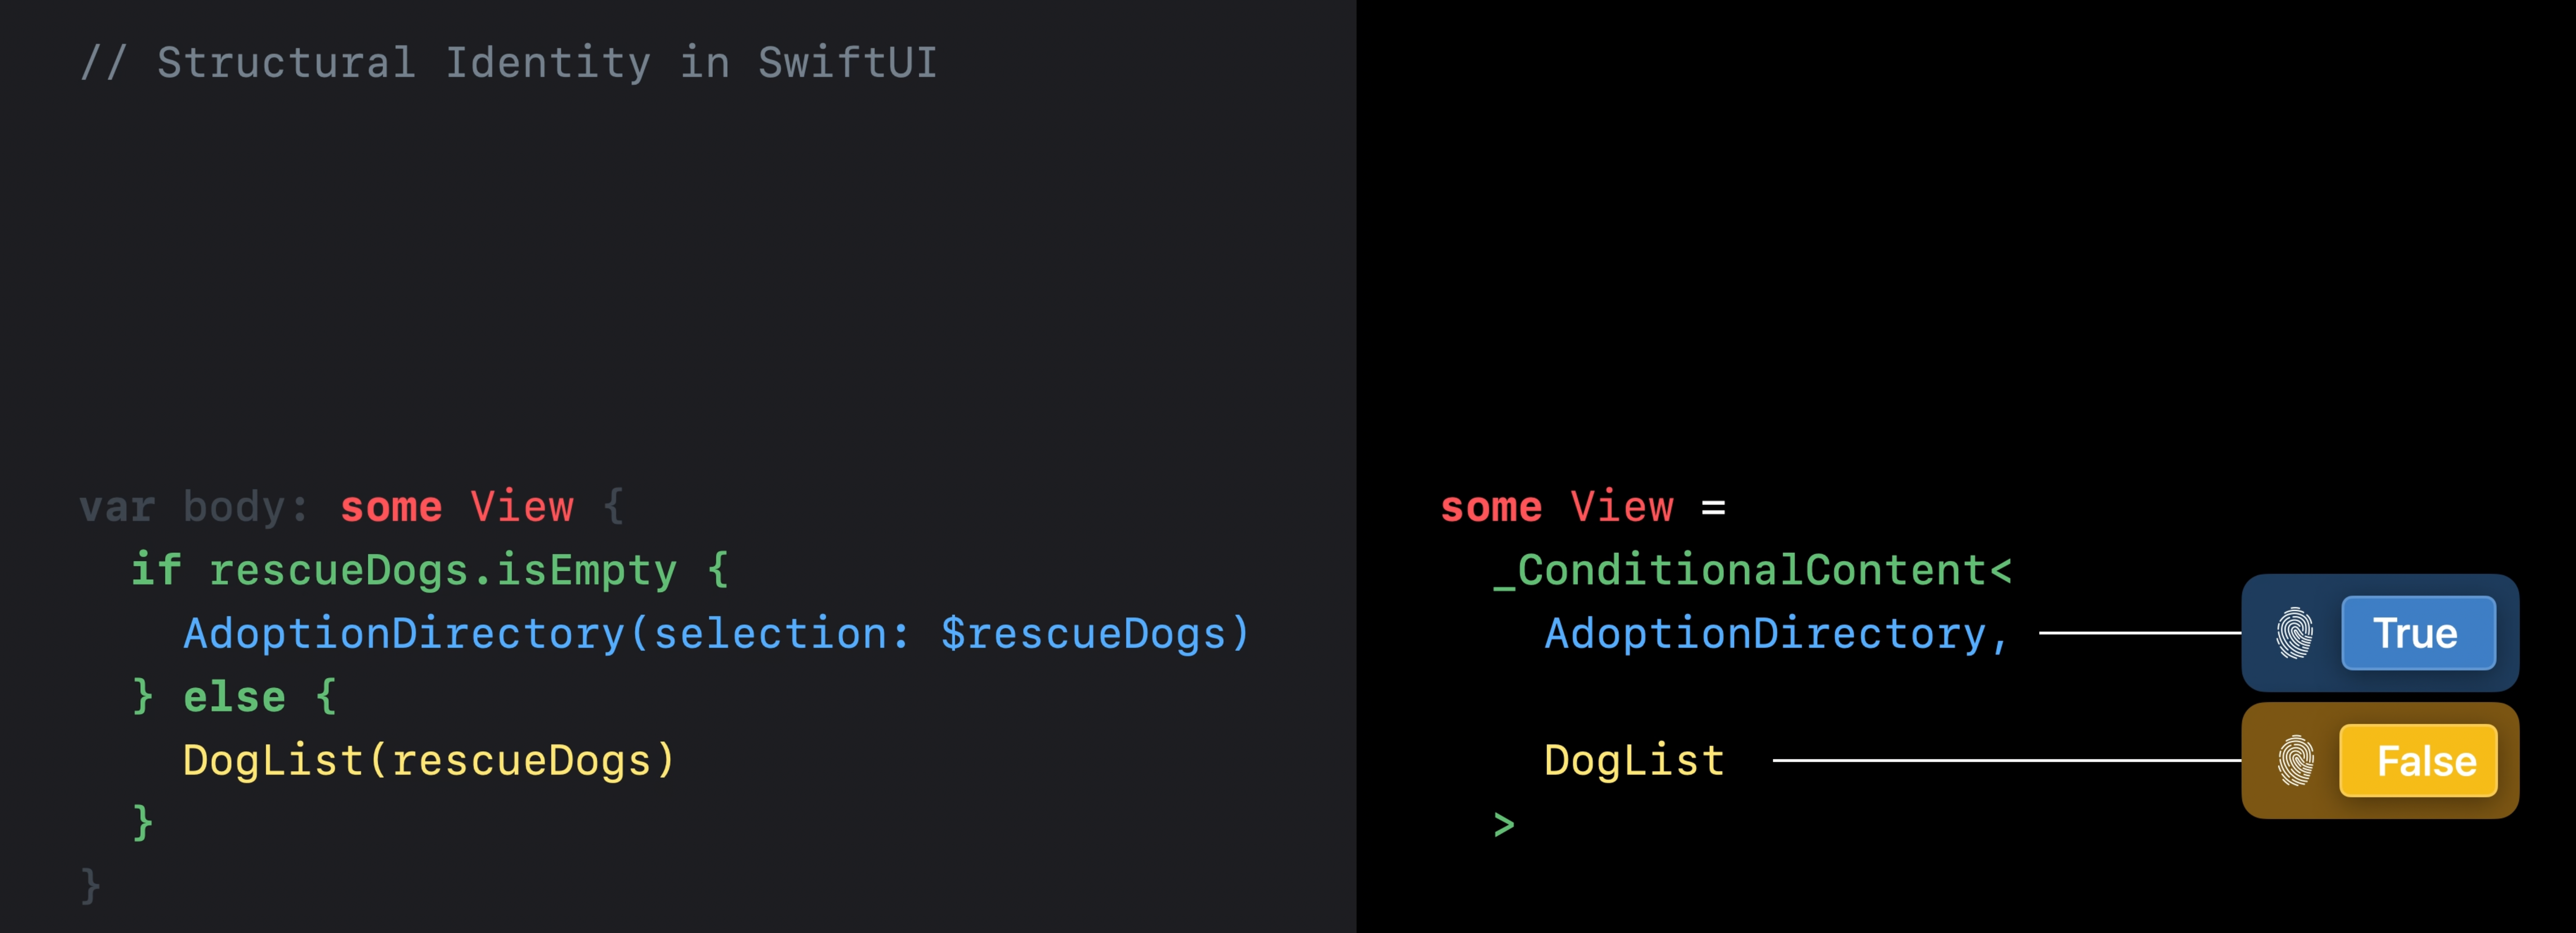 // Structural Identity in SwiftUI
var body: some View {
if rescueDogs.isEmpty {
AdoptionDirectory(selection: $rescueDogs)
} else {
DogList(rescueDogs)
}
}
some View =
_ConditionalContent<
AdoptionDirectory,
True
DogList
False
>